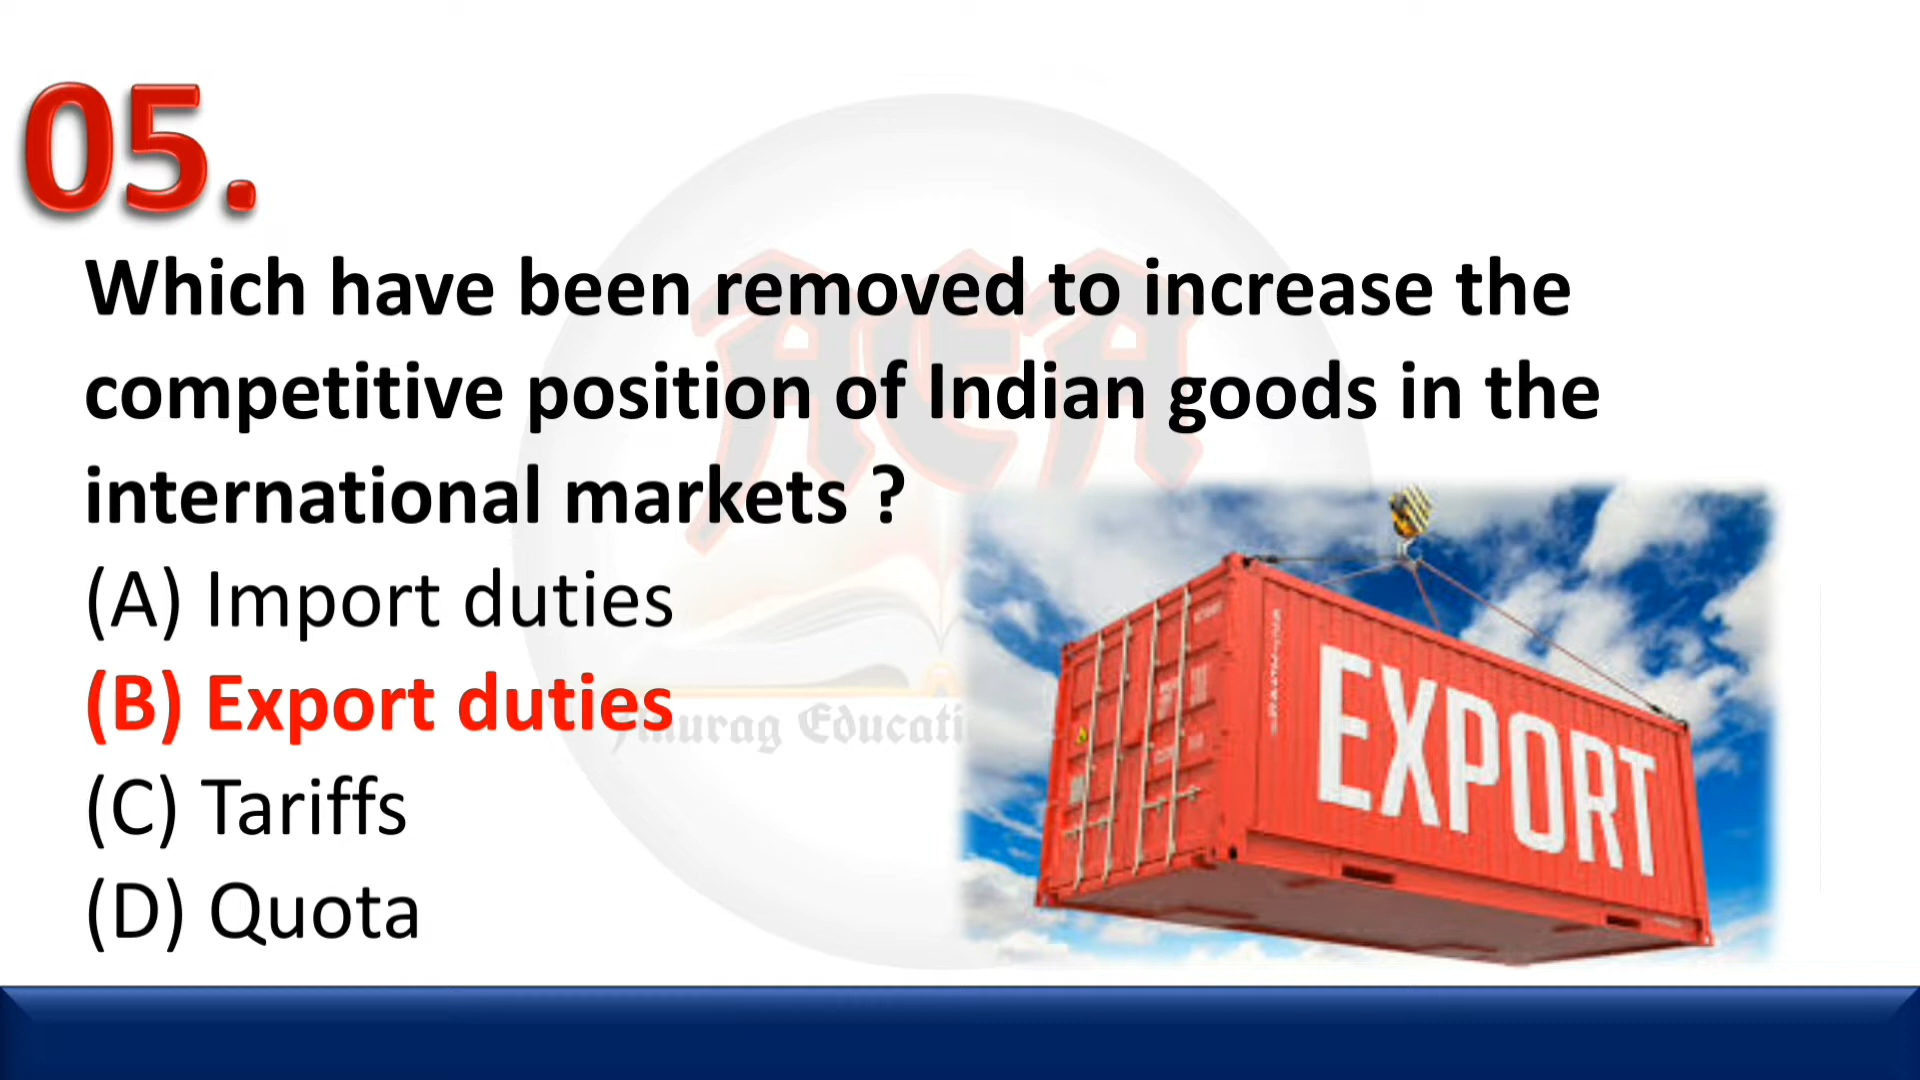 05.
Which have been removed to increase the
competitive position of Indian goods in the
international markets ?
(A) Import duties
(B) Export duties
(C) Tariffs
(D) Quota
AEA
EXPORT